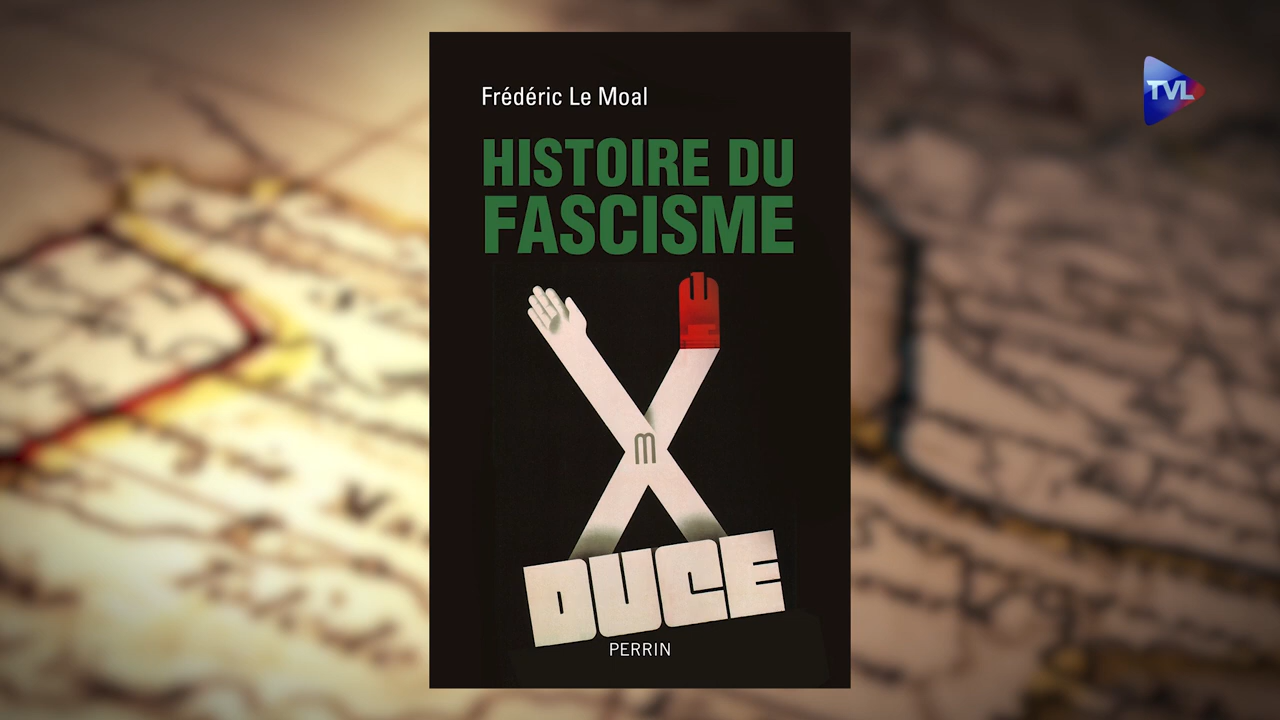 Frédéric Le Moal
HISTOIRE DU
FASCISME
TVL
m
DUCE
PERRIN